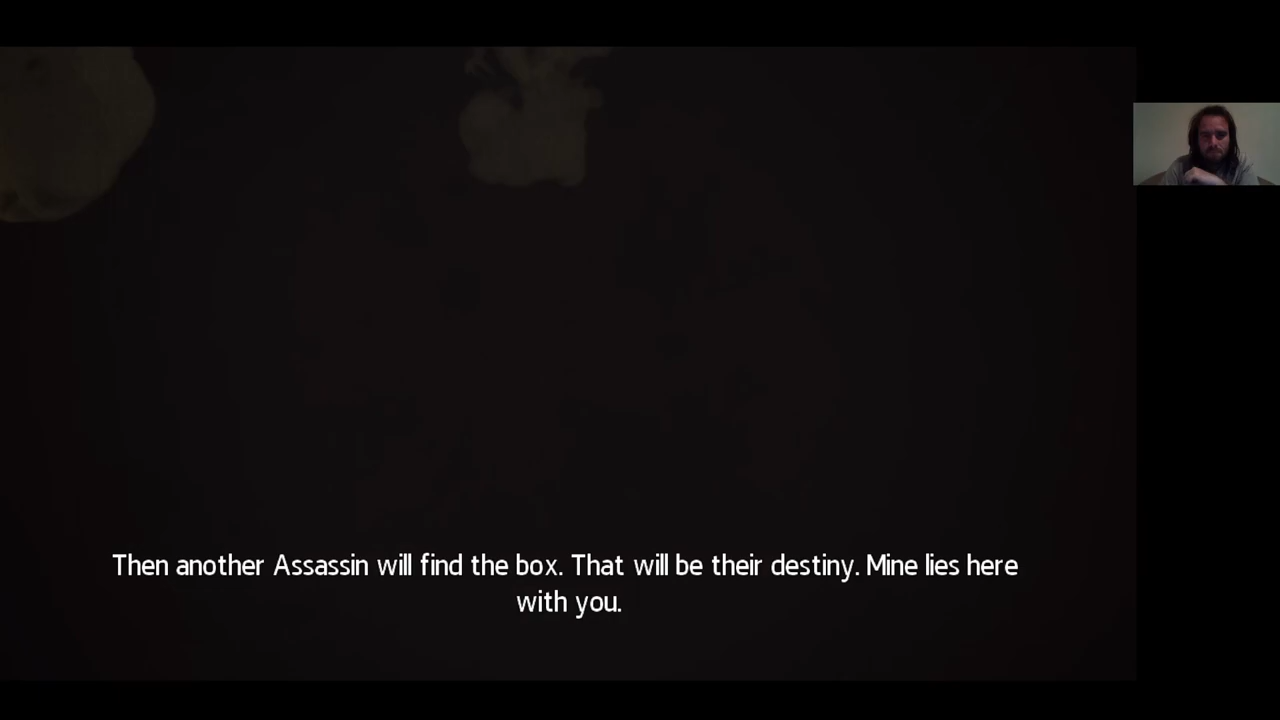 Then another Assassin will find the box. That will be their destiny. Mine lies here
with you.